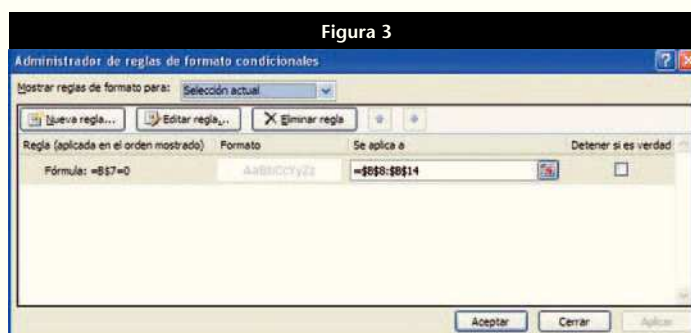 Figura 3
Administrador de reglas de formato condicionales
Mostrar reglas de formato para: Selección actual
Nueva regla... Editar regla... Eliminar regla
Regla (aplicada en el orden mostrado) Formato Se aplica a Detener si es verdad
Fórmula: =B$7=0 AaBbCcYyZz =$B$8:$B$14
Aceptar Cerrar Aplicar